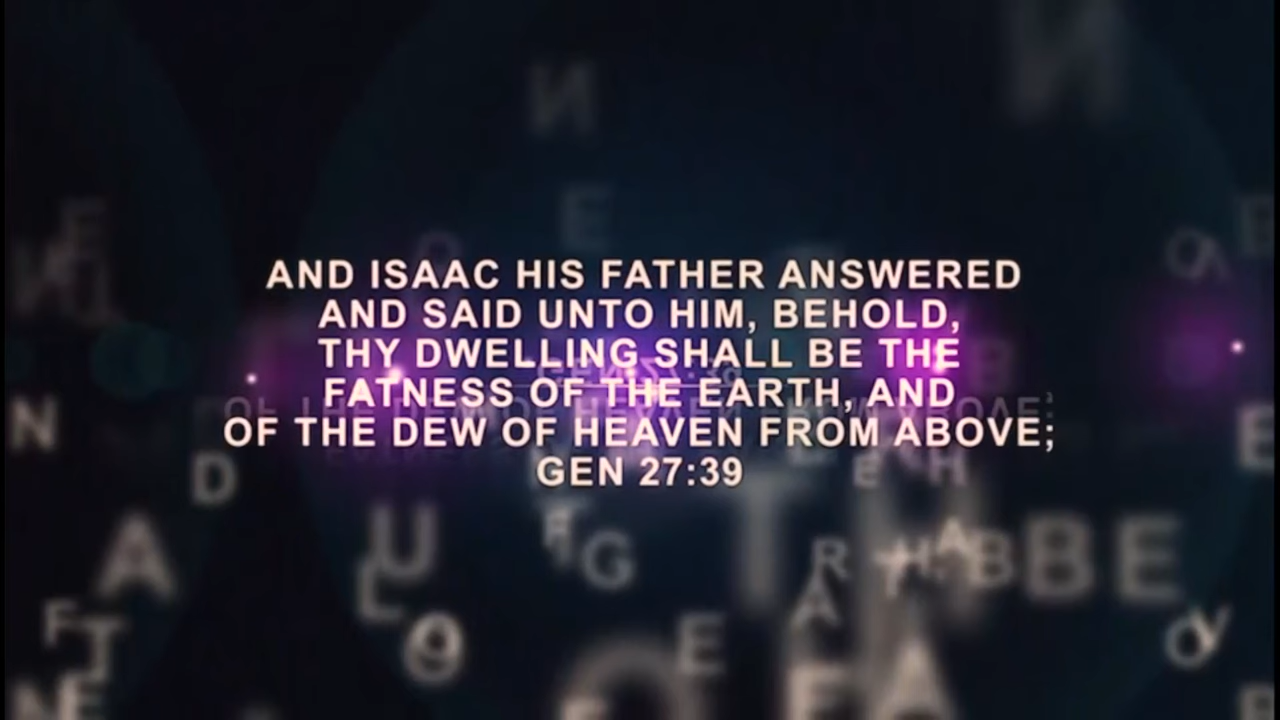 AND ISAAC HIS FATHER ANSWERED
AND SAID UNTO HIM, BEHOLD,
THY DWELLING SHALL BE THE
FATNESS OF THE EARTH, AND
OF THE DEW OF HEAVEN FROM ABOVE;
GEN 27:39